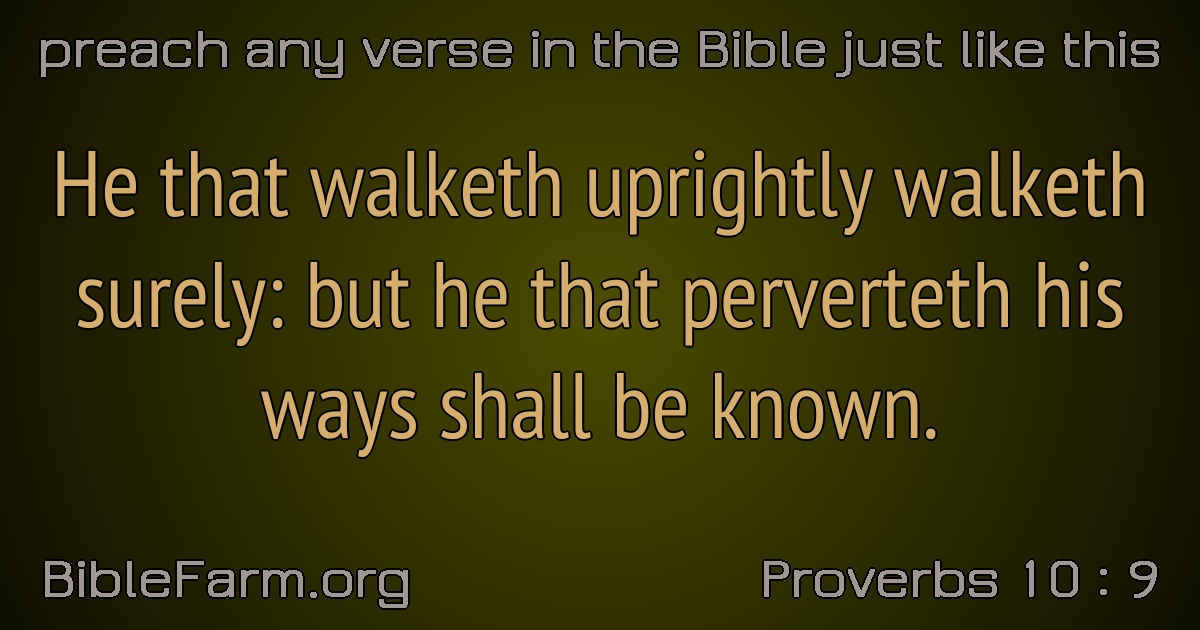 preach any verse in the Bible just like this
He that walketh uprightly walketh
surely: but he that perverteth his
ways shall be known.
BibleFarm.org
Proverbs 10 : 9